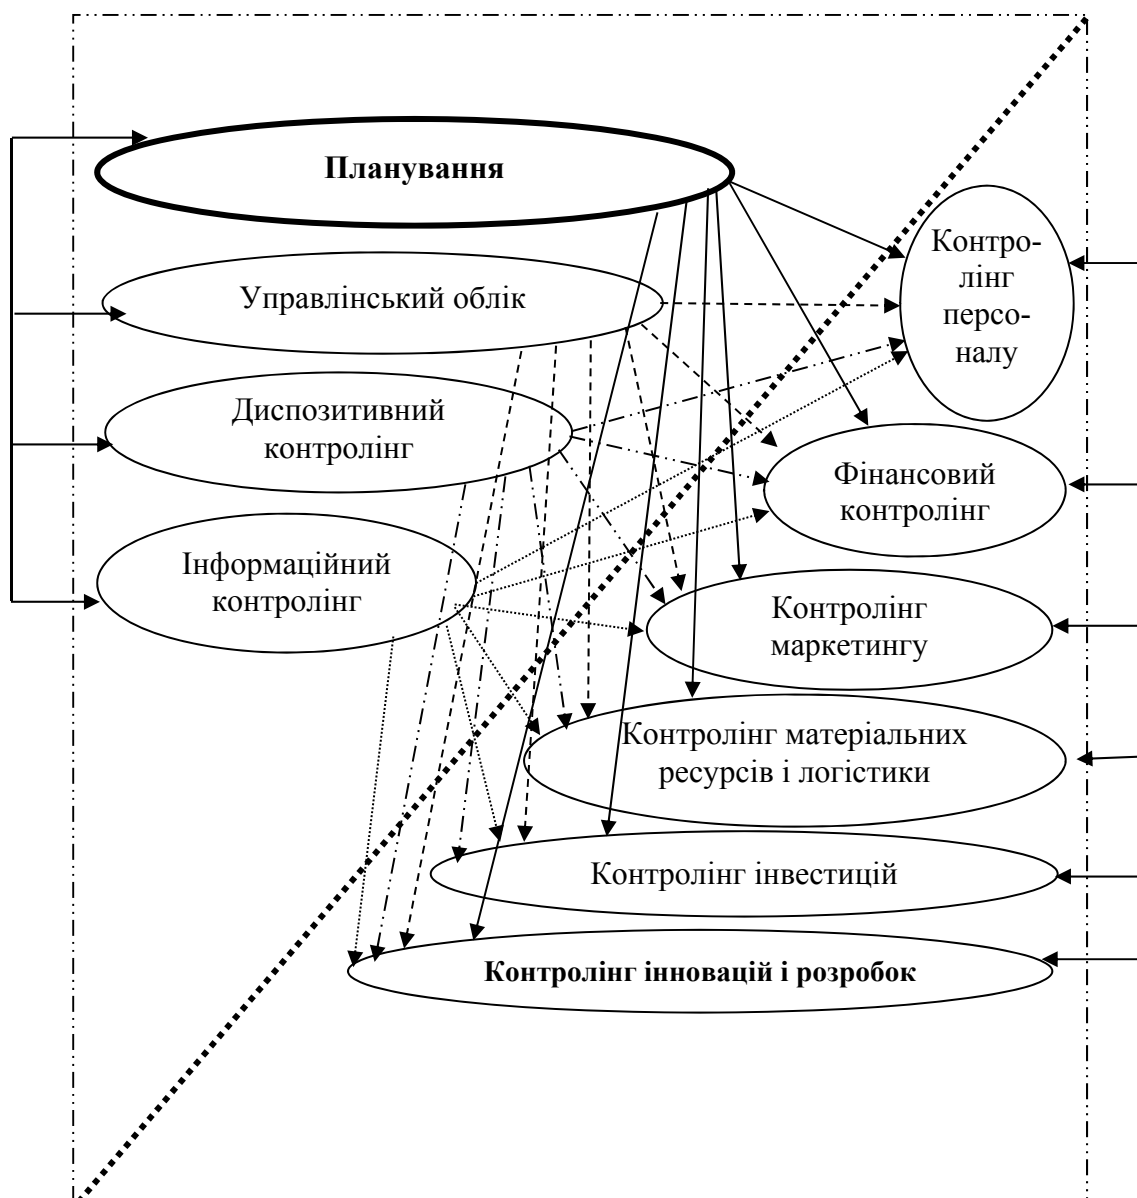 Планування
Управлінський облік
Диспозитивний
контролінг
Інформаційний
контролінг
Контро-
лінг
персо-
налу
Фінансовий
контролінг
Контролінг
маркетингу
Контролінг матеріальних
ресурсів і логістики
Контролінг інвестицій
Контролінг інновацій і розробок